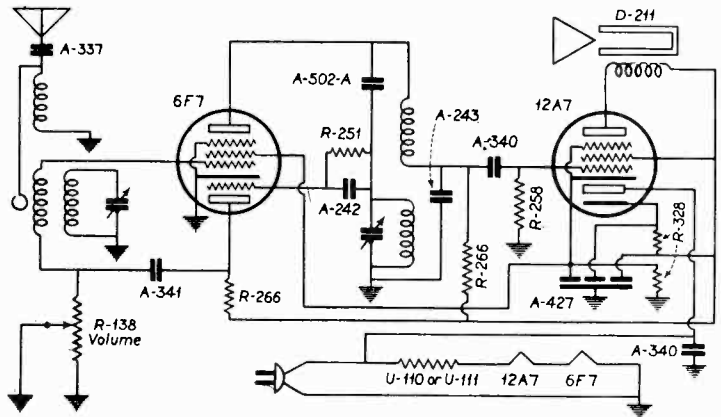 A-337
D-211
A-502-A
6F7
12A7
A-243
R-251
A-340
A-242
R-258
R-328
R-266
A-341
R-266
A-427
R-138
Volume
A-340
U-110 or U-111
12A7
6F7